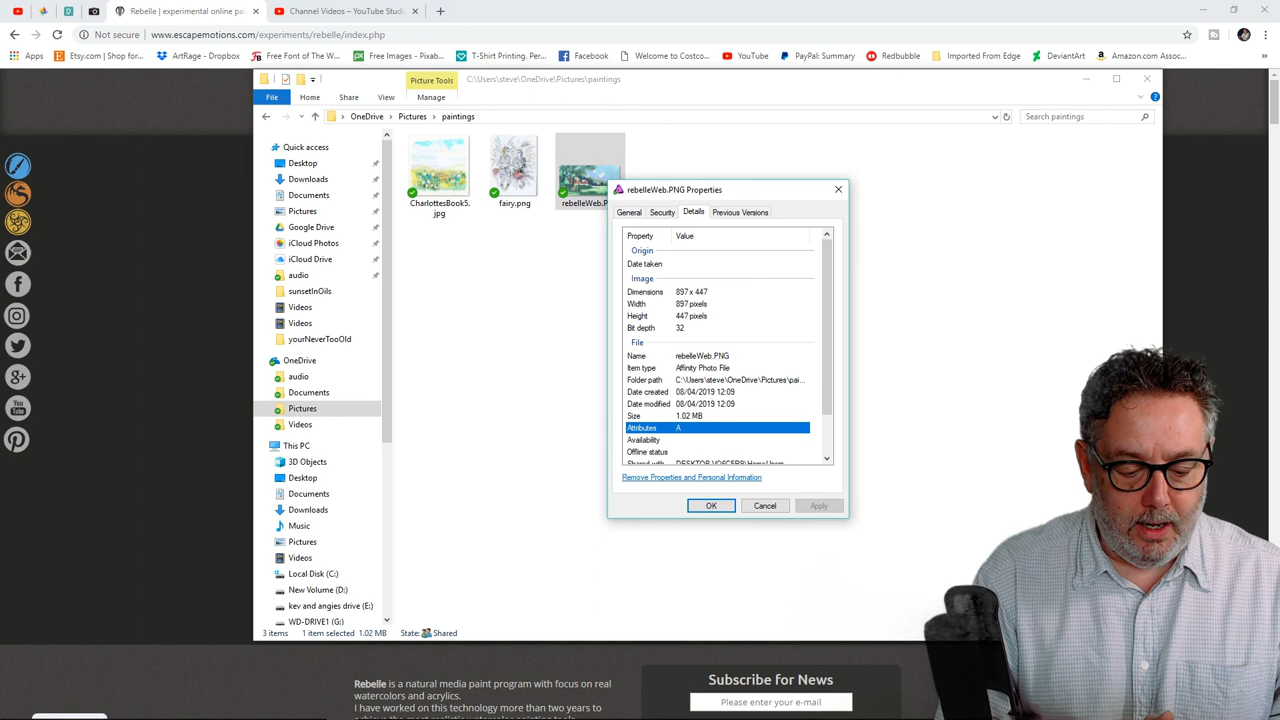 Rebelle | experimental online pa
Channel Videos - YouTube Studi
Not secure | www.escapemotions.com/experiments/rebelle/index.php
Apps
Etsy.com | Shop for
ArtRage - Dropbox
Free Font of The W...
Free Images - Pixab...
T-Shirt Printing. Per...
Facebook
Welcome to Costco...
YouTube
PayPal: Summary
Redbubble
Imported From Edge
DeviantArt
Amazon.com Assoc...
Picture Tools
C:\Users\steve\OneDrive\Pictures\paintings
File
Home
Share
View
Manage
OneDrive > Pictures > paintings
Search paintings
Quick access
Desktop
Downloads
Documents
Pictures
Google Drive
iCloud Photos
iCloud Drive
audio
sunsetInOils
Videos
Videos
yourNeverTooOld
OneDrive
audio
Documents
Pictures
Videos
This PC
3D Objects
Desktop
Documents
Downloads
Music
Pictures
Videos
Local Disk (C:)
New Volume (D:)
kev and angies drive (E:)
WD-DRIVE1 (G:)
CharlottesBook5.
jpg
fairy.png
rebelleWeb.P
rebelleWeb.PNG Properties
General
Security
Details
Previous Versions
Property Value
Origin
Date taken
Image
Dimensions 897 x 447
Width 897 pixels
Height 447 pixels
Bit depth 32
File
Name rebelleWeb.PNG
Item type Affinity Photo File
Folder path C:\Users\steve\OneDrive\Pictures\pai...
Date created 08/04/2019 12:09
Date modified 08/04/2019 12:09
Size 1.02 MB
Attributes A
Availability
Offline status
Shared with
Remove Properties and Personal Information
OK
Cancel
Apply
3 items 1 item selected 1.02 MB State: Shared
Rebelle is a natural media paint program with focus on real
watercolors and acrylics.
I have worked on this technology more than two years to
Subscribe for News
Please enter your e-mail